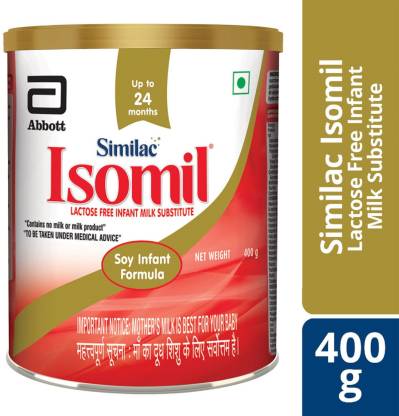 Up to
24
months
Abbott
Similac
Isomil
LACTOSE FREE INFANT MILK SUBSTITUTE
"Contains no milk or milk product"
"TO BE TAKEN UNDER MEDICAL ADVICE"
Soy Infant
Formula
NET WEIGHT 400 g
IMPORTANT NOTICE: MOTHER'S MILK IS BEST FOR YOUR BABY
महत्त्वपूर्ण सूचना : माँ का दूध शिशु के लिए सर्वोत्तम है।
Similac Isomil
Lactose Free Infant
Milk Substitute
400
g